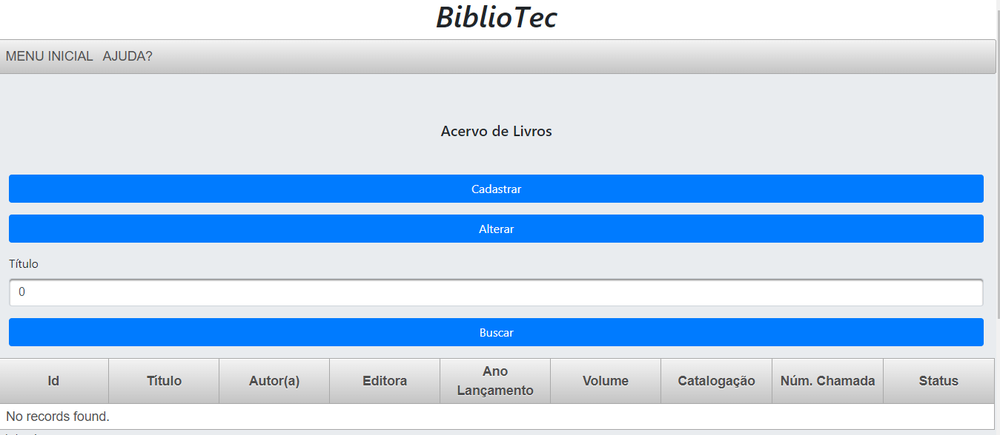 BiblioTec
MENU INICIAL AJUDA?
Acervo de Livros
Cadastrar
Alterar
Título
0
Buscar
Id Título Autor(a) Editora Ano Lançamento Volume Catalogação Núm. Chamada Status
No records found.